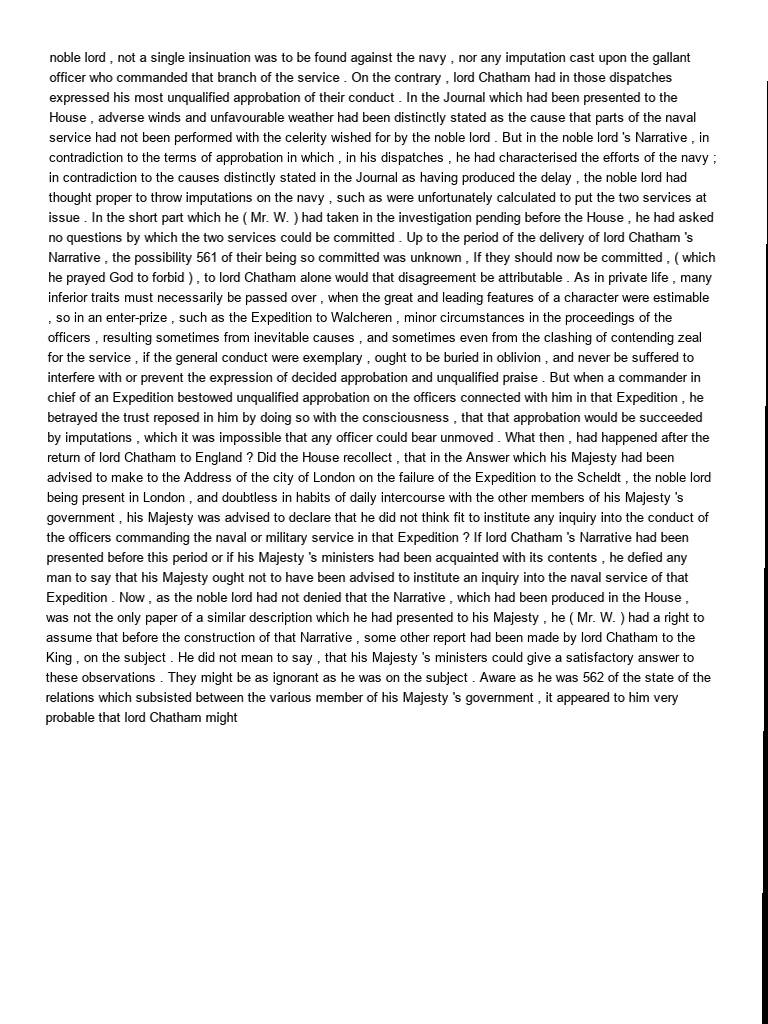 noble lord , not a single insinuation was to be found against the navy , nor any imputation cast upon the gallant
officer who commanded that branch of the service . On the contrary , lord Chatham had in those dispatches
expressed his most unqualified approbation of their conduct . In the Journal which had been presented to the
House , adverse winds and unfavourable weather had been distinctly stated as the cause that parts of the naval
service had not been performed with the celerity wished for by the noble lord . But in the noble lord 's Narrative , in
contradiction to the terms of approbation in which , in his dispatches , he had characterised the efforts of the navy ;
in contradiction to the causes distinctly stated in the Journal as having produced the delay , the noble lord had
thought proper to throw imputations on the navy , such as were unfortunately calculated to put the two services at
issue . In the short part which he ( Mr. W. ) had taken in the investigation pending before the House , he had asked
no questions by which the two services could be committed . Up to the period of the delivery of lord Chatham 's
Narrative , the possibility 561 of their being so committed was unknown , If they should now be committed , ( which
he prayed God to forbid ) , to lord Chatham alone would that disagreement be attributable . As in private life , many
inferior traits must necessarily be passed over , when the great and leading features of a character were estimable
, so in an enter-prize , such as the Expedition to Walcheren , minor circumstances in the proceedings of the
officers , resulting sometimes from inevitable causes , and sometimes even from the clashing of contending zeal
for the service , if the general conduct were exemplary , ought to be buried in oblivion , and never be suffered to
interfere with or prevent the expression of decided approbation and unqualified praise . But when a commander in
chief of an Expedition bestowed unqualified approbation on the officers connected with him in that Expedition , he
betrayed the trust reposed in him by doing so with the consciousness , that that approbation would be succeeded
by imputations , which it was impossible that any officer could bear unmoved . What then , had happened after the
return of lord Chatham to England ? Did the House recollect , that in the Answer which his Majesty had been
advised to make to the Address of the city of London on the failure of the Expedition to the Scheldt , the noble lord
being present in London , and doubtless in habits of daily intercourse with the other members of his Majesty 's
government , his Majesty was advised to declare that he did not think fit to institute any inquiry into the conduct of
the officers commanding the naval or military service in that Expedition ? If lord Chatham 's Narrative had been
presented before this period or if his Majesty 's ministers had been acquainted with its contents , he defied any
man to say that his Majesty ought not to have been advised to institute an inquiry into the naval service of that
Expedition . Now , as the noble lord had not denied that the Narrative , which had been produced in the House ,
was not the only paper of a similar description which he had presented to his Majesty , he ( Mr. W. ) had a right to
assume that before the construction of that Narrative , some other report had been made by lord Chatham to the
King , on the subject . He did not mean to say , that his Majesty 's ministers could give a satisfactory answer to
these observations . They might be as ignorant as he was on the subject . Aware as he was 562 of the state of the
relations which subsisted between the various member of his Majesty 's government , it appeared to him very
probable that lord Chatham might